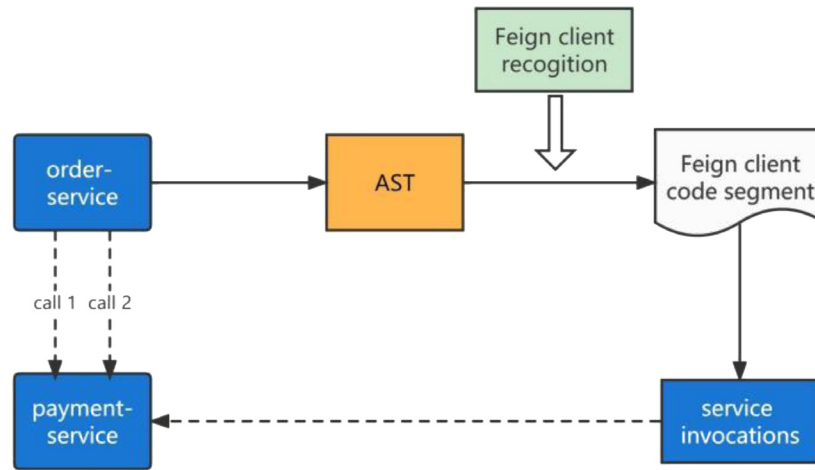 Feign client
recogition
order-
service
AST
Feign client
code segment
call 1 call 2
payment-
service
service
invocations